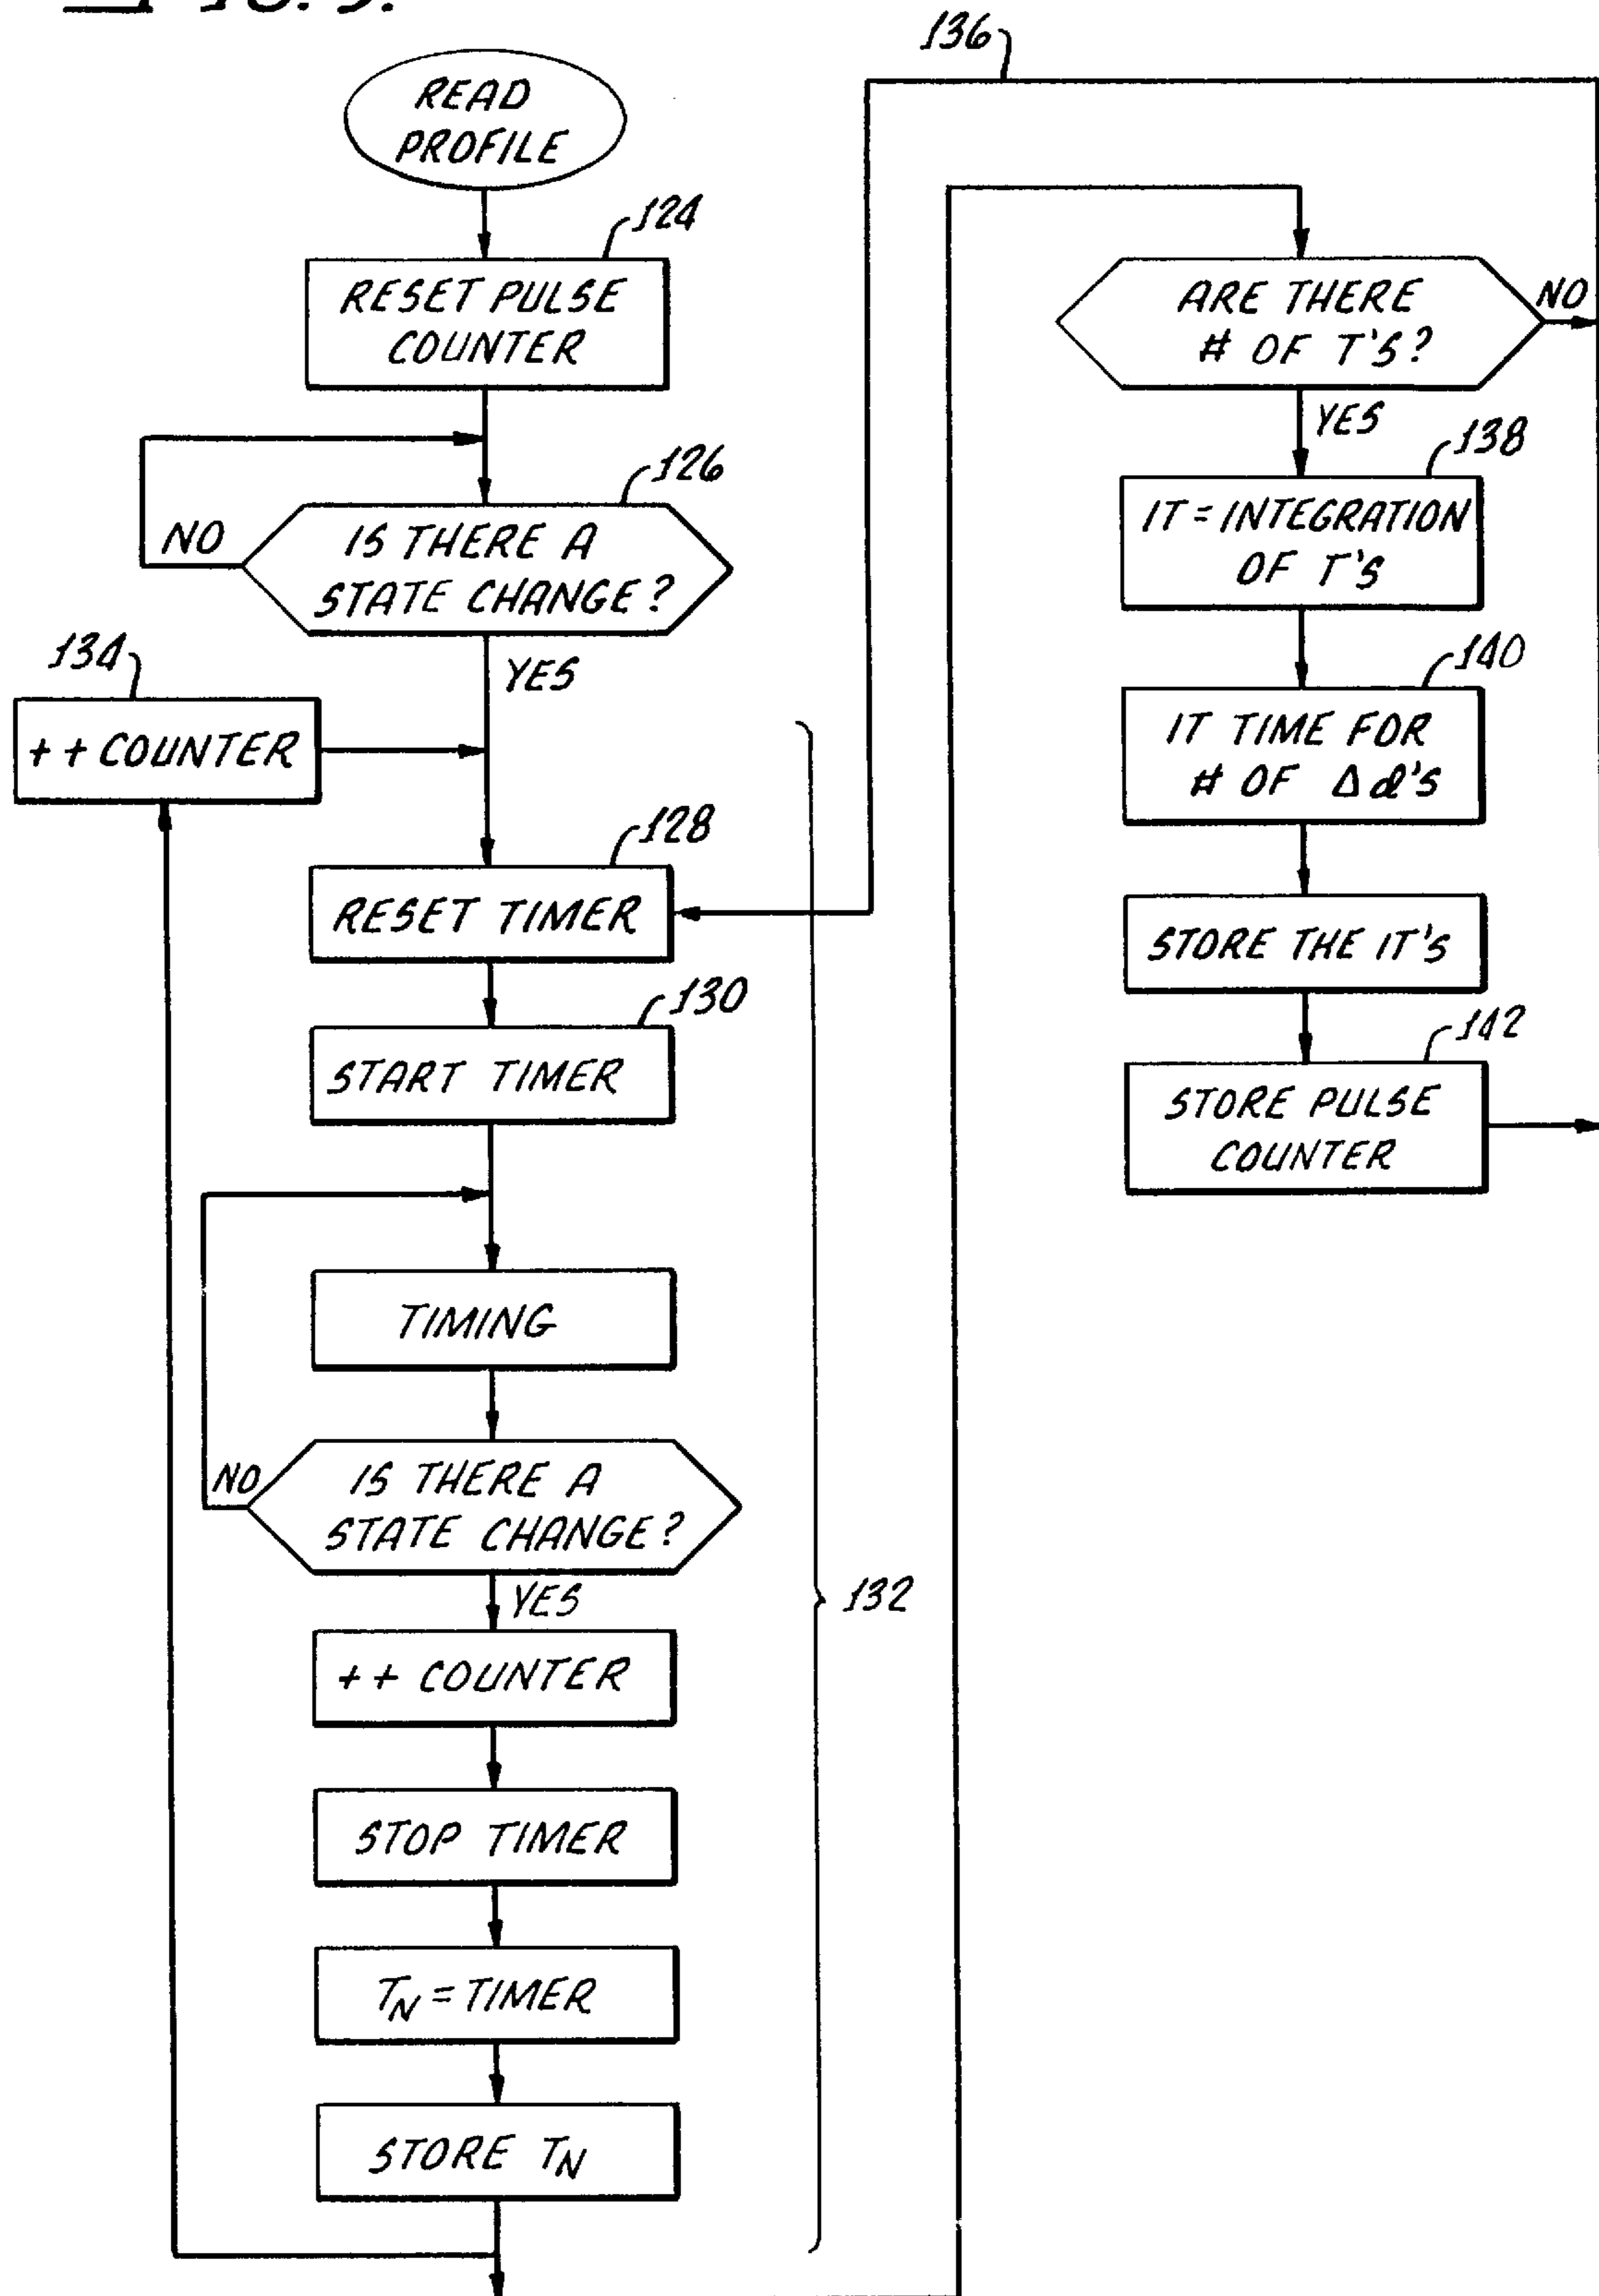 136
READ
PROFILE
124
RESET PULSE
COUNTER
126
NO
IS THERE A
STATE CHANGE?
YES
134
++ COUNTER
128
RESET TIMER
130
START TIMER
TIMING
NO
IS THERE A
STATE CHANGE?
YES
132
++ COUNTER
STOP TIMER
TN = TIMER
STORE TN
ARE THERE
# OF T'S?
NO
YES
138
IT = INTEGRATION
OF T'S
140
IT TIME FOR
# OF Δd's
STORE THE IT's
142
STORE PULSE
COUNTER